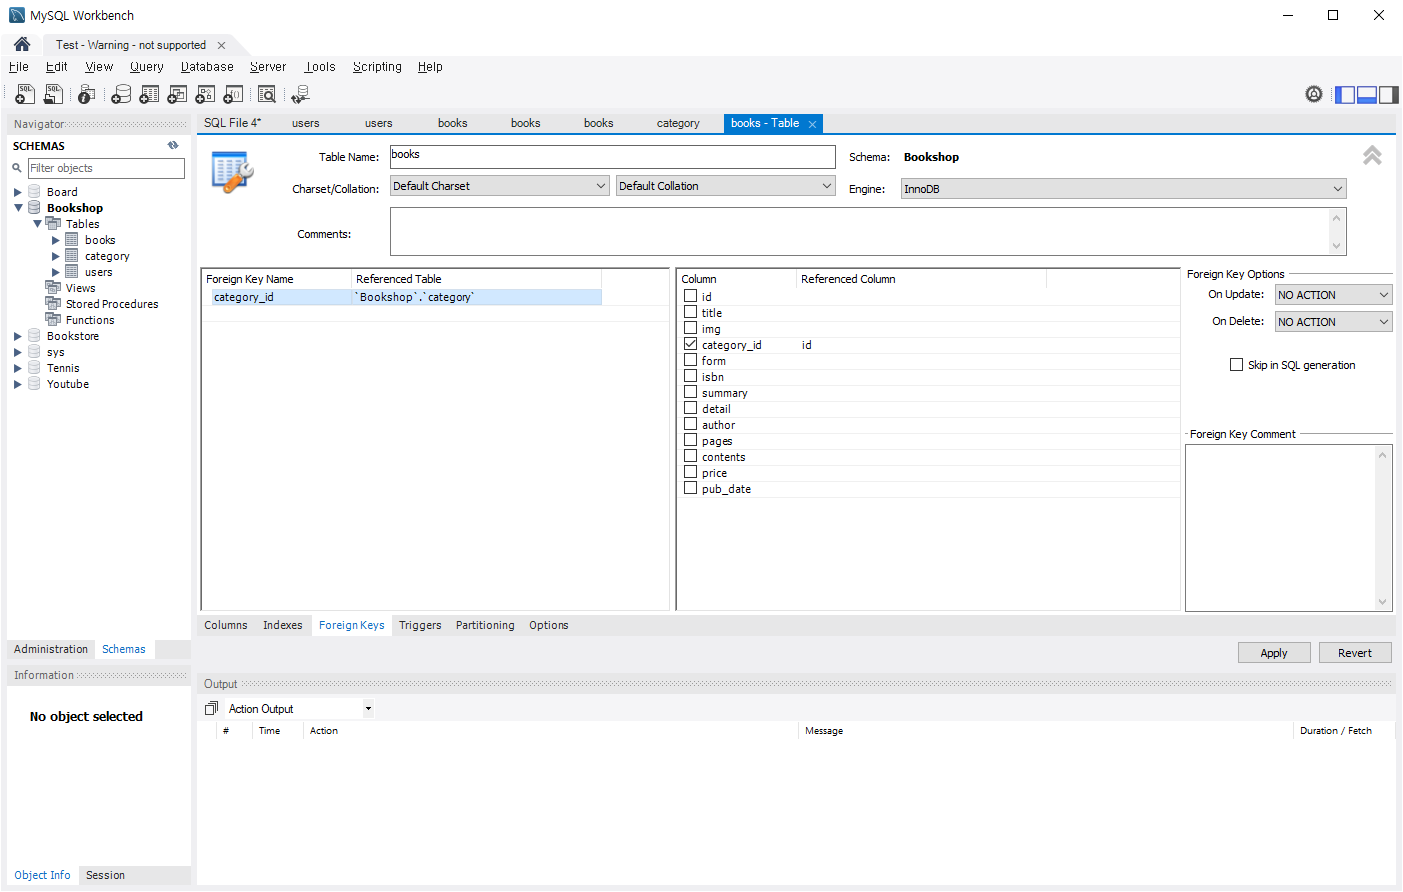 MySQL Workbench
Test - Warning - not supported
File Edit View Query Database Server Tools Scripting Help
Navigator
SCHEMAS
Filter objects
Board
Bookshop
Tables
books
category
users
Views
Stored Procedures
Functions
Bookstore
sys
Tennis
Youtube
Administration Schemas
Information
No object selected
Object Info Session
SQL File 4* users users books books books category books - Table
Table Name: books Schema: Bookshop
Charset/Collation: Default Charset Default Collation Engine: InnoDB
Comments:
Foreign Key Name Referenced Table
category_id `Bookshop`.`category`
Column Referenced Column
id
title
img
category_id id
form
isbn
summary
detail
author
pages
contents
price
pub_date
Foreign Key Options
On Update: NO ACTION
On Delete: NO ACTION
Skip in SQL generation
Foreign Key Comment
Columns Indexes Foreign Keys Triggers Partitioning Options
Apply Revert
Output
Action Output
# Time Action Message Duration / Fetch